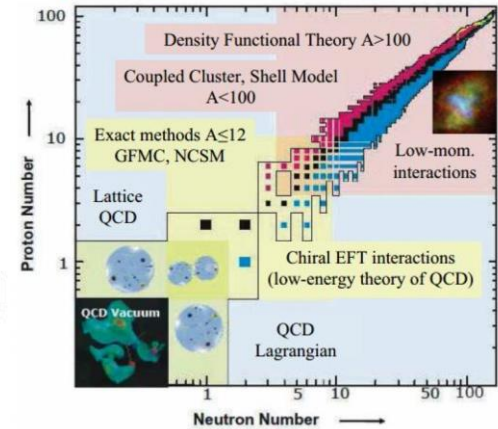 100
Density Functional Theory A>100
Coupled Cluster, Shell Model
A<100
Exact methods A≤12
GFMC, NCSM
10
Low-mom.
interactions
Lattice
QCD
Proton Number
Chiral EFT interactions
(low-energy theory of QCD)
1
QCD Vacuum
QCD
Lagrangian
1
5
10
50
100
Neutron Number